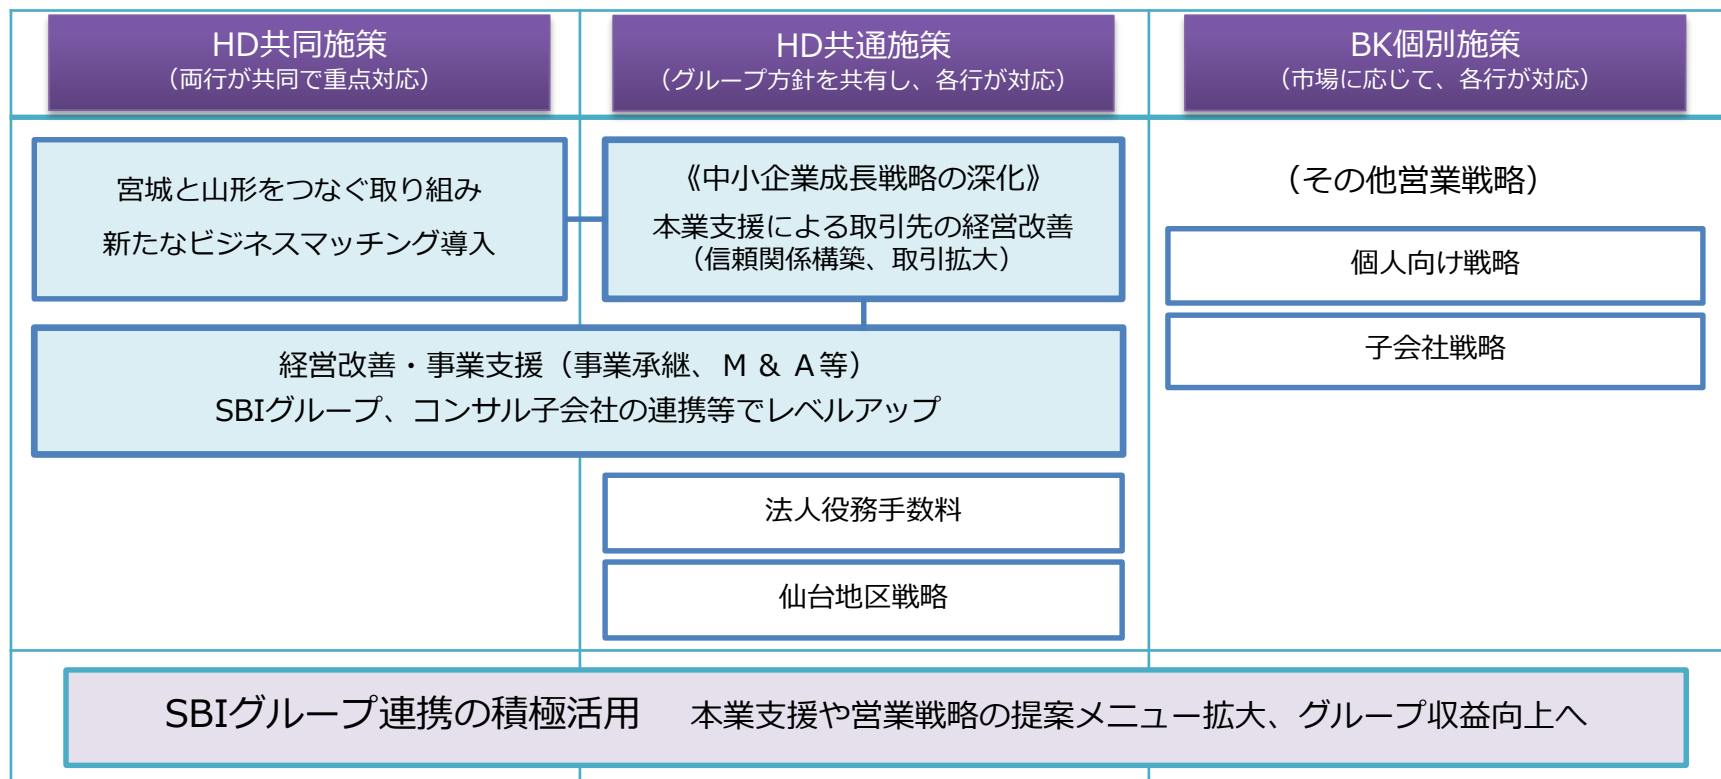 HD共同施策
（両行が共同で重点対応）
HD共通施策
（グループ方針を共有し、各行が対応）
BK個別施策
（市場に応じて、各行が対応）
宮城と山形をつなぐ取り組み
新たなビジネスマッチング導入
《中小企業成長戦略の深化》
本業支援による取引先の経営改善
（信頼関係構築、取引拡大）
（その他営業戦略）
個人向け戦略
子会社戦略
経営改善・事業支援（事業承継、Ｍ＆Ａ等）
SBIグループ、コンサル子会社の連携等でレベルアップ
法人役務手数料
仙台地区戦略
SBIグループ連携の積極活用　本業支援や営業戦略の提案メニュー拡大、グループ収益向上へ